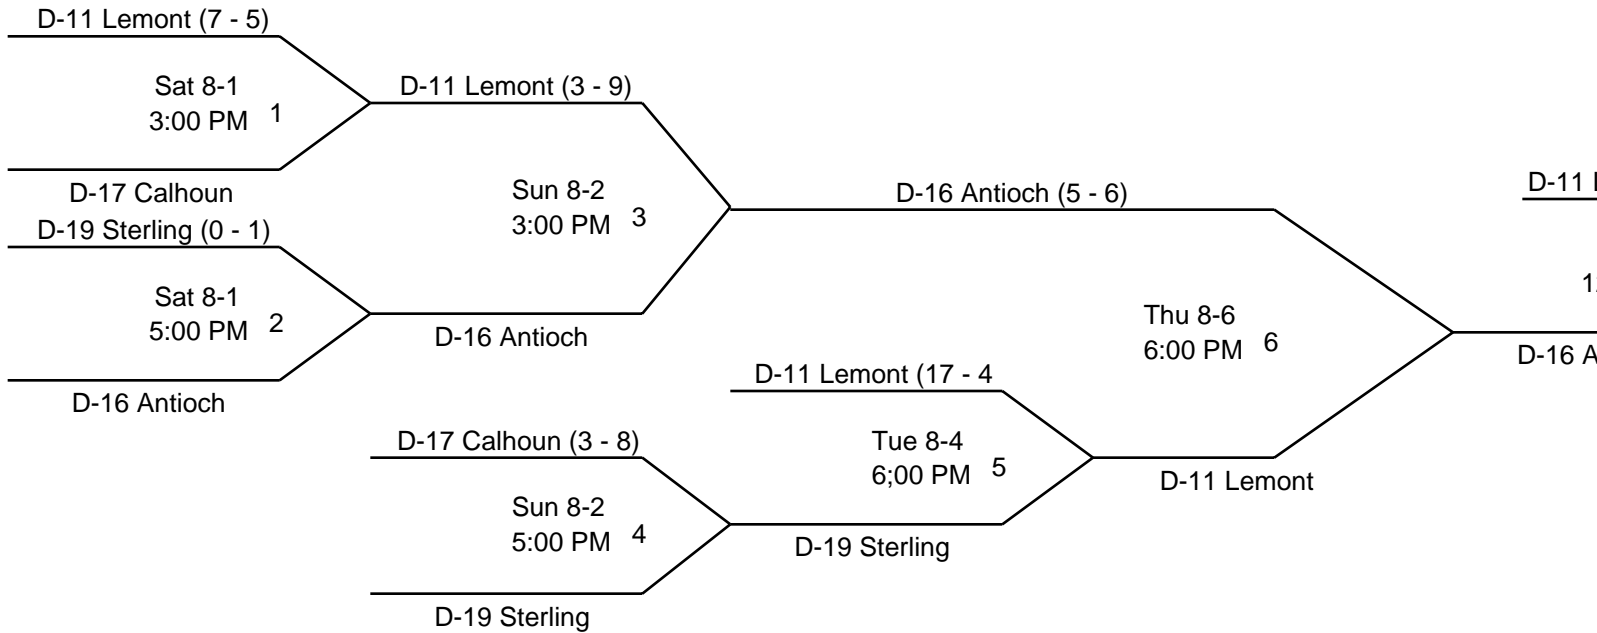 D-11 Lemont (7 - 5)
Sat 8-1
3:00 PM
1
D-17 Calhoun
D-19 Sterling (0 - 1)
Sat 8-1
5:00 PM
2
D-16 Antioch
D-11 Lemont (3 - 9)
Sun 8-2
3:00 PM
3
D-16 Antioch
D-17 Calhoun (3 - 8)
Sun 8-2
5:00 PM
4
D-19 Sterling
D-16 Antioch (5 - 6)
D-11 Lemont (17 - 4
Tue 8-4
6;00 PM
5
D-19 Sterling
Thu 8-6
6:00 PM
6
D-11 Lemont
D-11
D-16